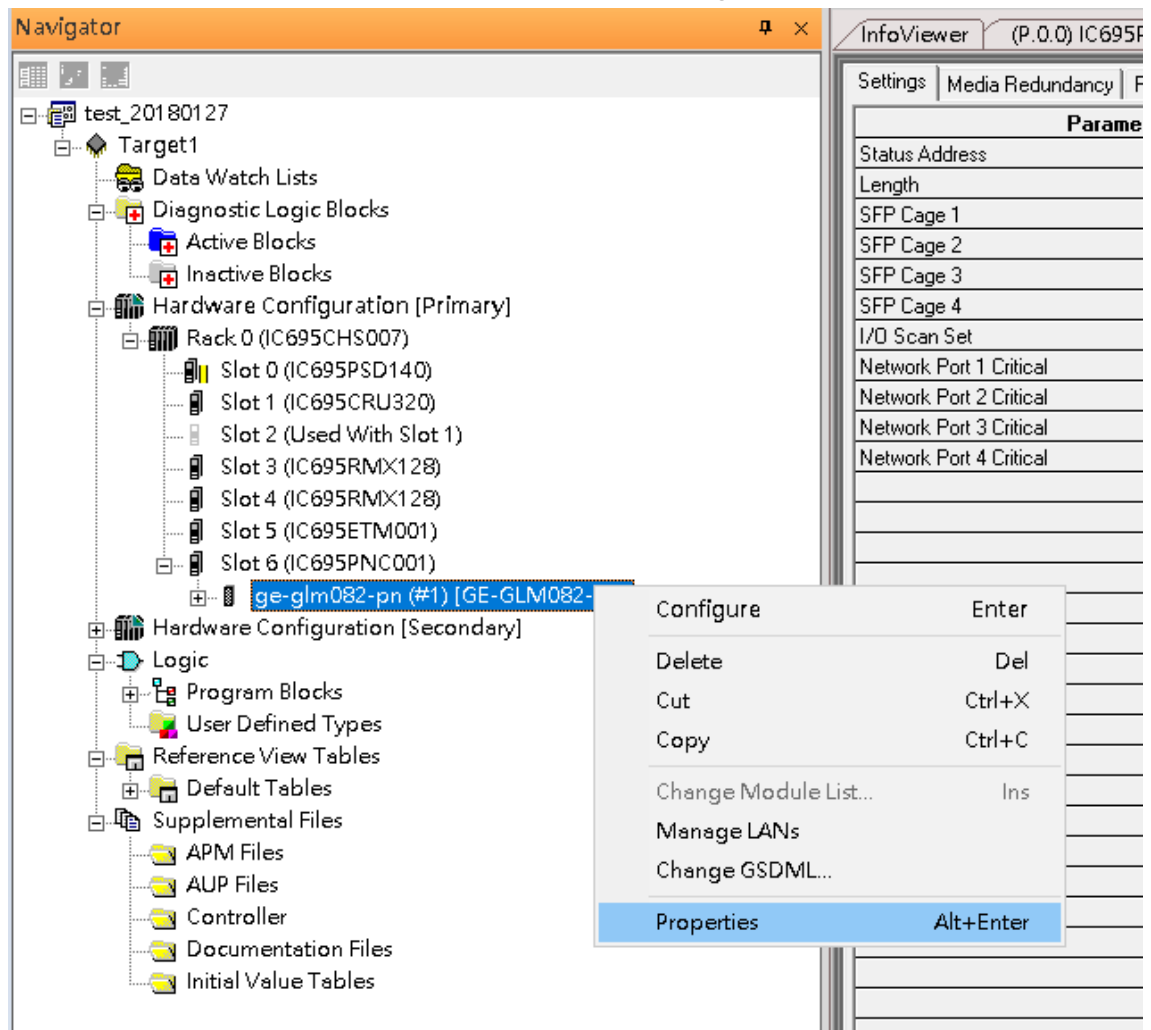 Navigator
test_20180127
Target1
Data Watch Lists
Diagnostic Logic Blocks
Active Blocks
Inactive Blocks
Hardware Configuration [Primary]
Rack 0 (IC695CHS007)
Slot 0 (IC695PSD140)
Slot 1 (IC695CRU320)
Slot 2 (Used With Slot 1)
Slot 3 (IC695RMX128)
Slot 4 (IC695RMX128)
Slot 5 (IC695ETM001)
Slot 6 (IC695PNC001)
ge-glm082-pn (#1) [GE-GLM082-
Hardware Configuration [Secondary]
Logic
Program Blocks
User Defined Types
Reference View Tables
Default Tables
Supplemental Files
APM Files
AUP Files
Controller
Documentation Files
Initial Value Tables
Configure Enter
Delete Del
Cut Ctrl+X
Copy Ctrl+C
Change Module List... Ins
Manage LANs
Change GSDML...
Properties Alt+Enter
InfoViewer (P.0.0) IC695P
Settings Media Redundancy
Parame
Status Address
Length
SFP Cage 1
SFP Cage 2
SFP Cage 3
SFP Cage 4
I/O Scan Set
Network Port 1 Critical
Network Port 2 Critical
Network Port 3 Critical
Network Port 4 Critical